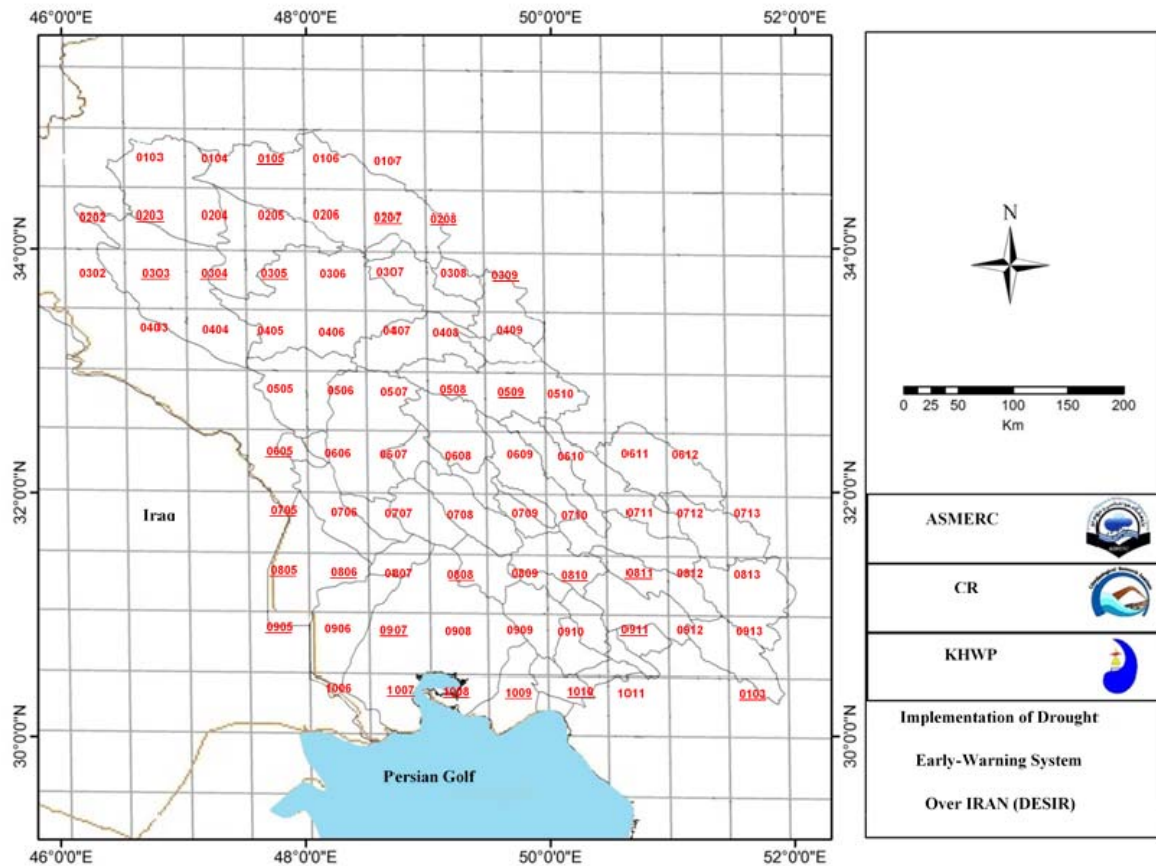 46°0'0"E 48°0'0"E 50°0'0"E 52°0'0"E
34°0'0"N
32°0'0"N
30°0'0"N
0103 0104 0105 0106 0107
0202 0203 0204 0205 0206 0207 0208
0302 0303 0304 0305 0306 0307 0308 0309
0403 0404 0405 0406 0407 0408 0409
0505 0506 0507 0508 0509 0510
0605 0606 0607 0608 0609 0610 0611 0612
0705 0706 0707 0708 0709 0710 0711 0712 0713
0805 0806 0807 0808 0809 0810 0811 0812 0813
0905 0906 0907 0908 0909 0910 0911 0912 0913
1006 1007 1008 1009 1010 1011 0103
Iraq
Persian Golf
34°0'0"N
32°0'0"N
30°0'0"N
46°0'0"E 48°0'0"E 50°0'0"E 52°0'0"E
N
0 25 50 100 150 200
Km
ASMERC
CR
KHWP
Implementation of Drought
Early-Warning System
Over IRAN (DESIR)